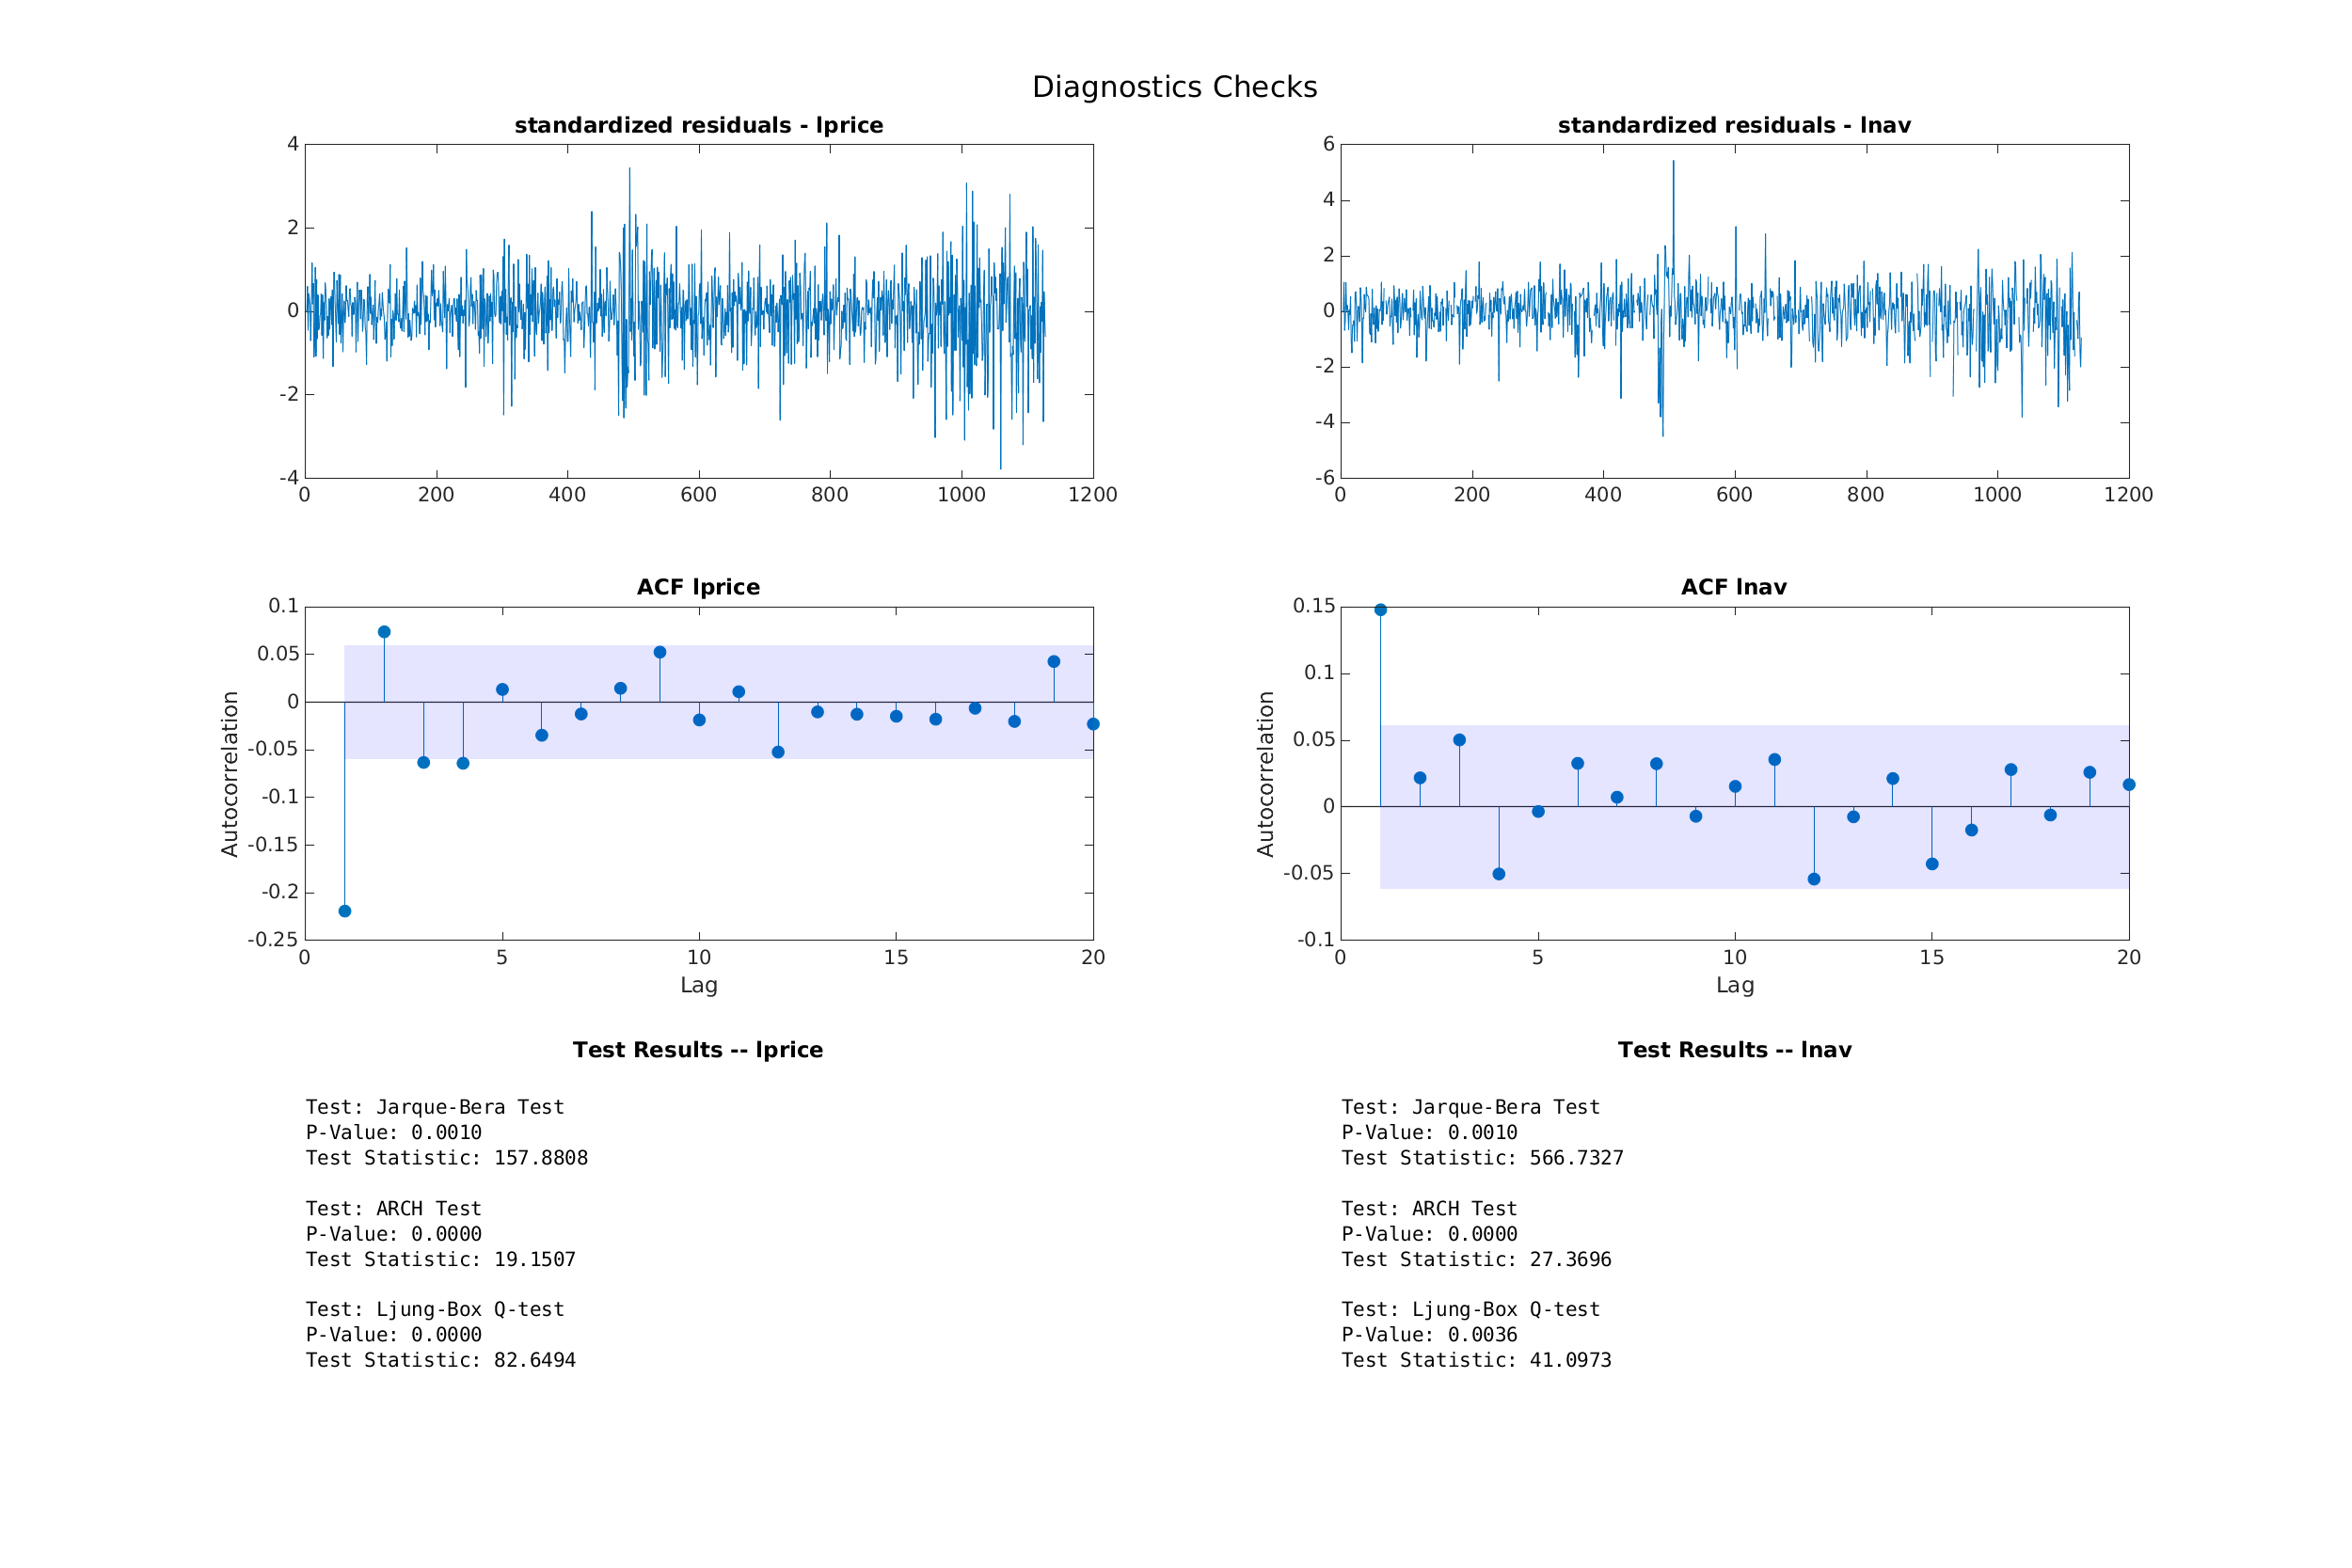 Diagnostics Checks
standardized residuals - lprice
4
2
0
-2
-4
0 200 400 600 800 1000 1200
standardized residuals - lnav
6
4
2
0
-2
-4
-6
0 200 400 600 800 1000 1200
ACF lprice
0.1
0.05
0
-0.05
-0.1
-0.15
-0.2
-0.25
Autocorrelation
0 5 10 15 20
Lag
ACF lnav
0.15
0.1
0.05
0
-0.05
-0.1
Autocorrelation
0 5 10 15 20
Lag
Test Results -- lprice
Test: Jarque-Bera Test
P-Value: 0.0010
Test Statistic: 157.8808
Test: ARCH Test
P-Value: 0.0000
Test Statistic: 19.1507
Test: Ljung-Box Q-test
P-Value: 0.0000
Test Statistic: 82.6494
Test Results -- lnav
Test: Jarque-Bera Test
P-Value: 0.0010
Test Statistic: 566.7327
Test: ARCH Test
P-Value: 0.0000
Test Statistic: 27.3696
Test: Ljung-Box Q-test
P-Value: 0.0036
Test Statistic: 41.0973